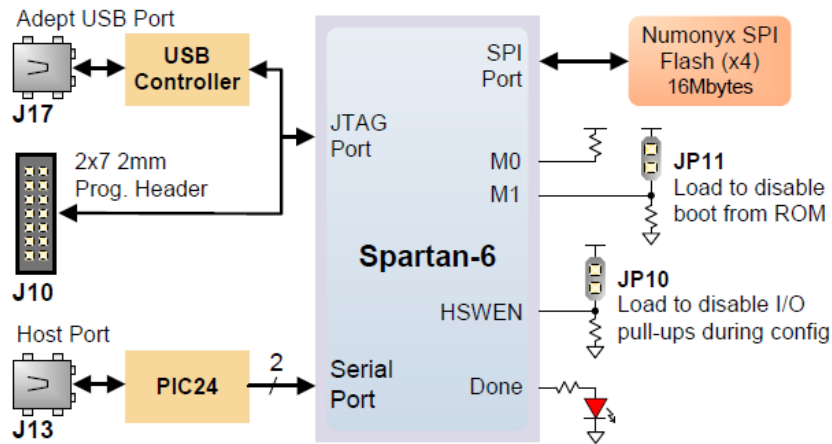 Adept USB Port
USB
Controller
J17
2x7 2mm
Prog. Header
J10
Host Port
PIC24
2
J13
JTAG
Port
Serial
Port
Spartan-6
SPI
Port
M0
M1
HSWEN
Done
Numonyx SPI
Flash (x4)
16Mbytes
JP11
Load to disable
boot from ROM
JP10
Load to disable I/O
pull-ups during config